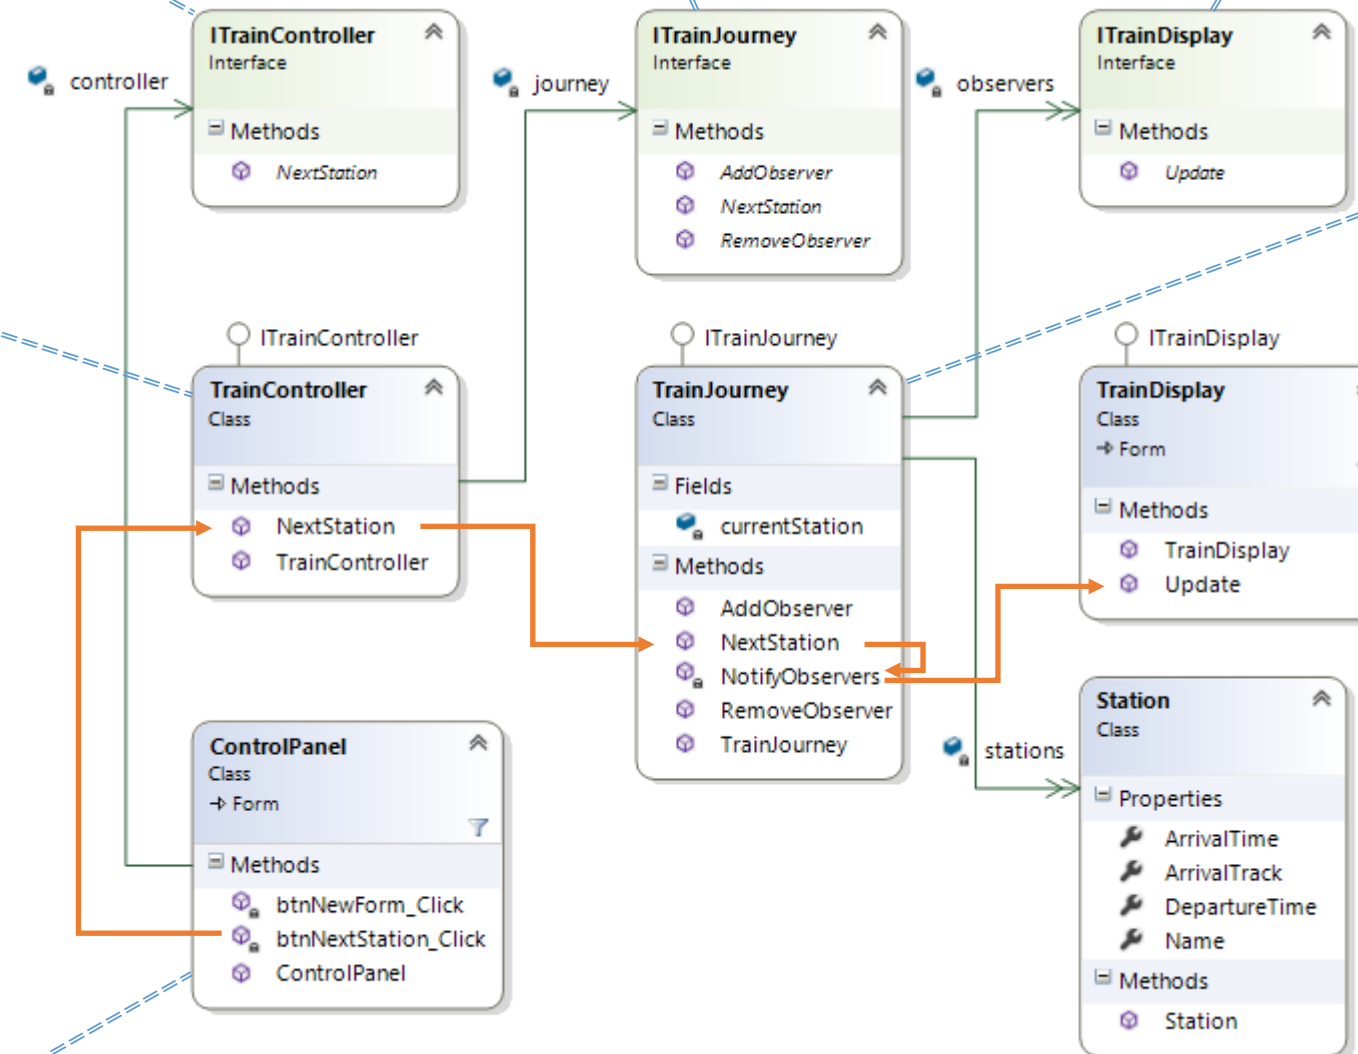 ITrainController
Interface
Methods
NextStation
controller
ITrainJourney
Interface
Methods
AddObserver
NextStation
RemoveObserver
journey
ITrainDisplay
Interface
Methods
Update
observers
ITrainController
TrainController
Class
Methods
NextStation
TrainController
ITrainJourney
TrainJourney
Class
Fields
currentStation
Methods
AddObserver
NextStation
NotifyObservers
RemoveObserver
TrainJourney
ITrainDisplay
TrainDisplay
Class
Form
Methods
TrainDisplay
Update
ControlPanel
Class
Form
Methods
btnNewForm_Click
btnNextStation_Click
ControlPanel
stations
Station
Class
Properties
ArrivalTime
ArrivalTrack
DepartureTime
Name
Methods
Station